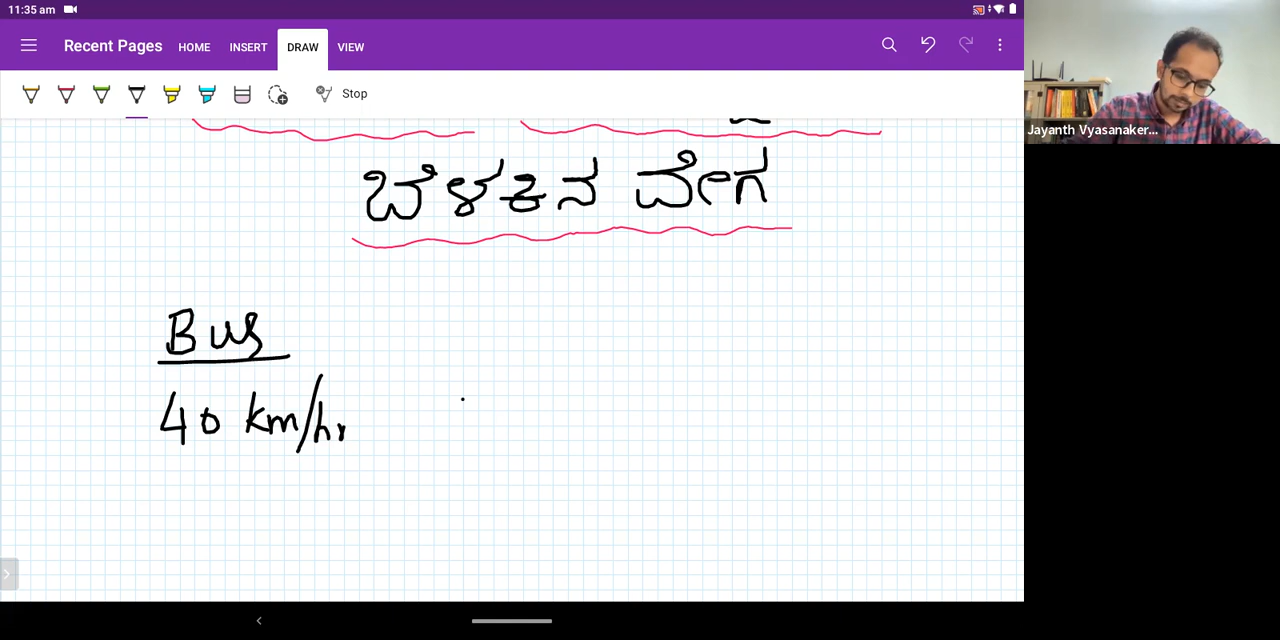 11:35 am
Recent Pages HOME INSERT DRAW VIEW
Stop
Jayanth Vyasanaker...
ಬೆಳಕಿನ ವೇಗ
Bus
40 km/hr